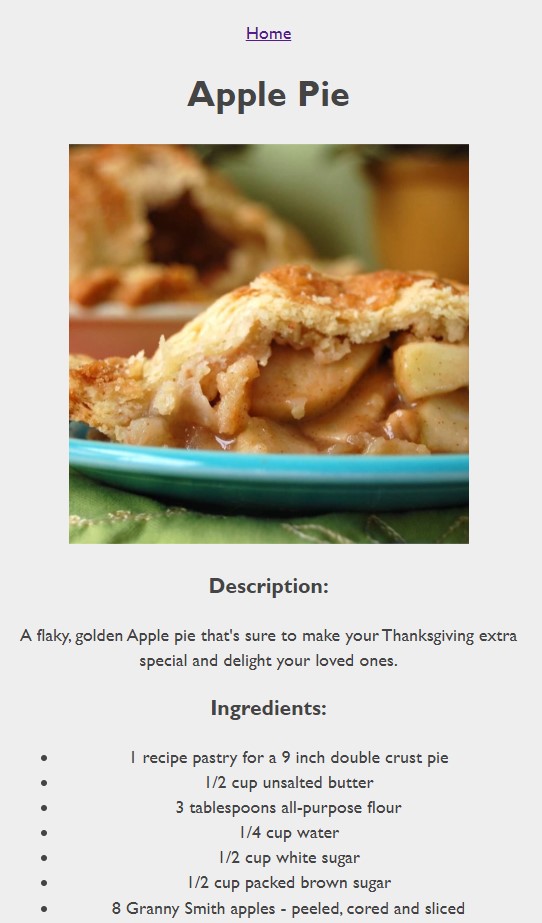 Home
Apple Pie
Description:
A flaky, golden Apple pie that's sure to make your Thanksgiving extra
special and delight your loved ones.
Ingredients:
• 1 recipe pastry for a 9 inch double crust pie
• 1/2 cup unsalted butter
• 3 tablespoons all-purpose flour
• 1/4 cup water
• 1/2 cup white sugar
• 1/2 cup packed brown sugar
• 8 Granny Smith apples - peeled, cored and sliced